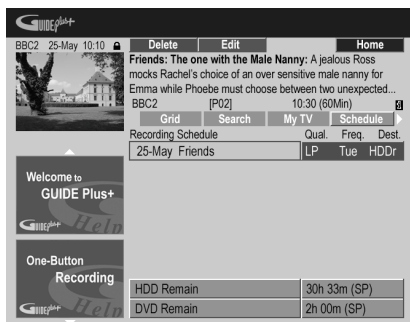 GUIDE Plus+
BBC2 25-May 10:10
Delete Edit Home
Friends: The one with the Male Nanny: A jealous Ross
mocks Rachel's choice of an over sensitive male nanny for
Emma while Phoebe must choose between two unexpected...
BBC2 [P02] 10:30 (60Min)
Grid Search My TV Schedule
Recording Schedule Qual. Freq. Dest.
25-May Friends LP Tue HDDr
Welcome to
GUIDE Plus+
GUIDE Plus+ Help
One-Button
Recording
GUIDE Plus+ Help
HDD Remain 30h 33m (SP)
DVD Remain 2h 00m (SP)